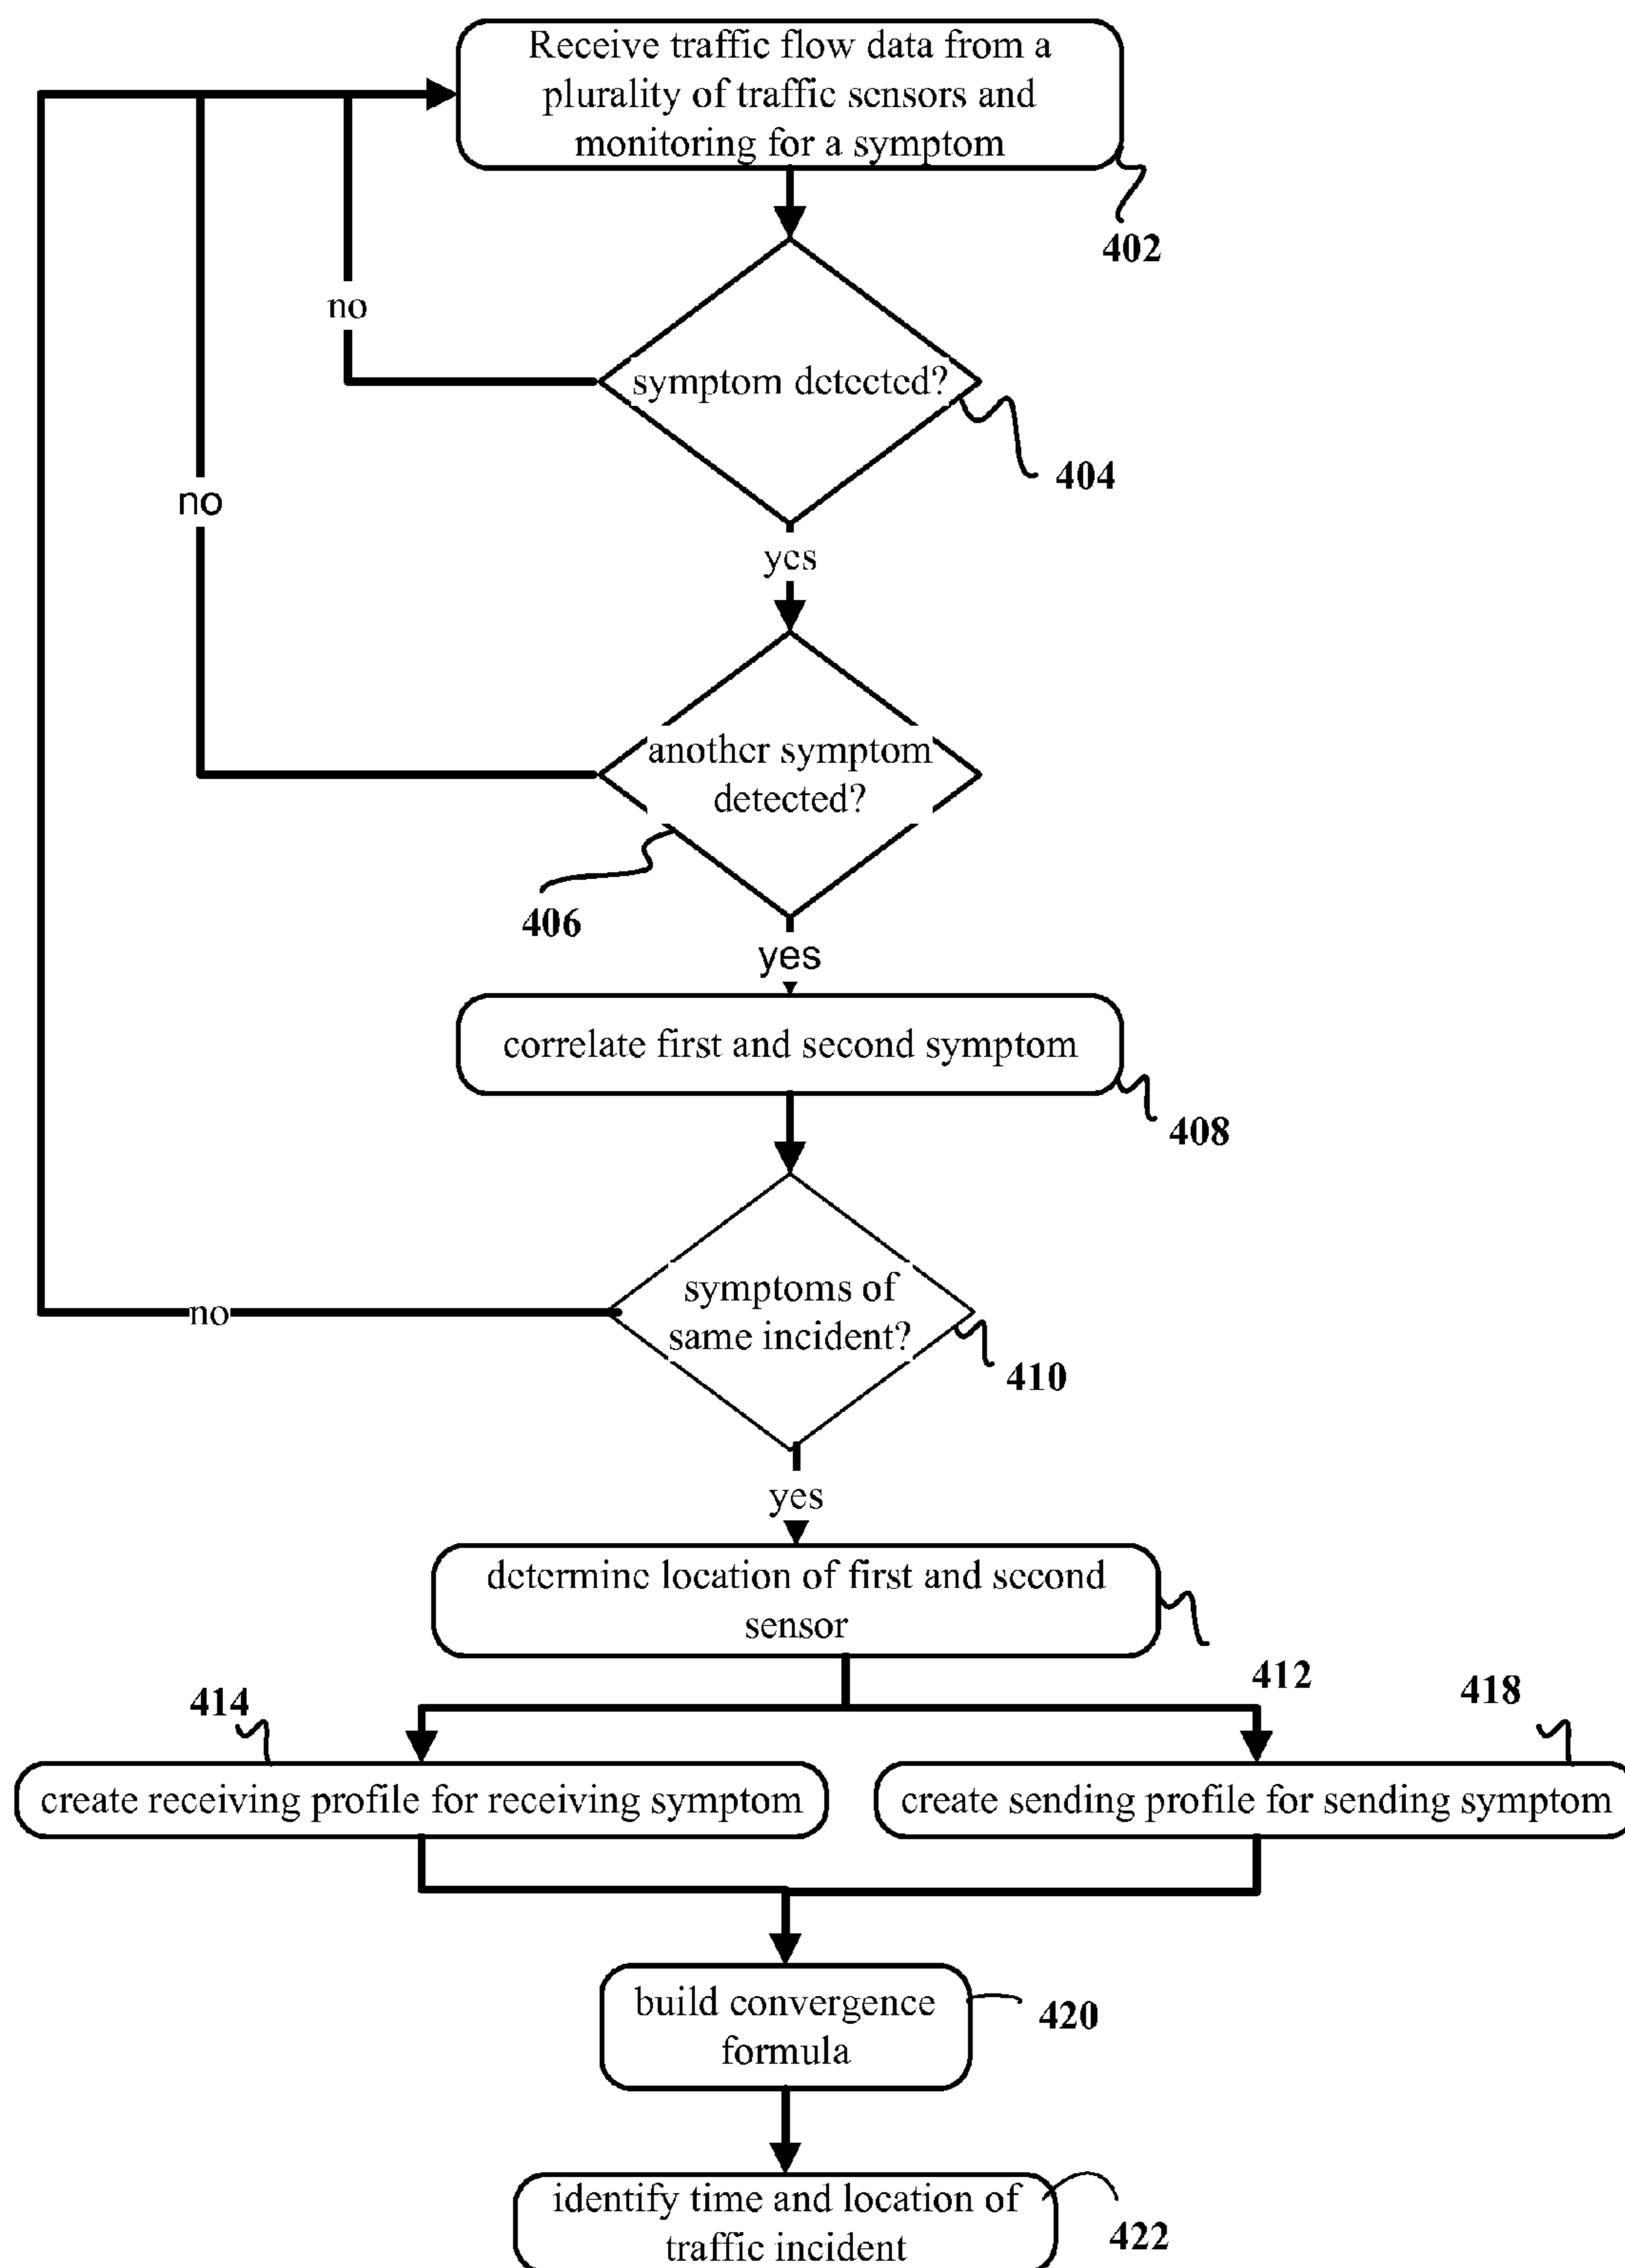 Receive traffic flow data from a
plurality of traffic sensors and
monitoring for a symptom
402
no
symptom detected?
404
no
yes
another symptom
detected?
406
yes
correlate first and second symptom
408
symptoms of
same incident?
no
410
yes
determine location of first and second
sensor
412
414
418
create receiving profile for receiving symptom
create sending profile for sending symptom
build convergence
formula
420
identify time and location of
traffic incident
422